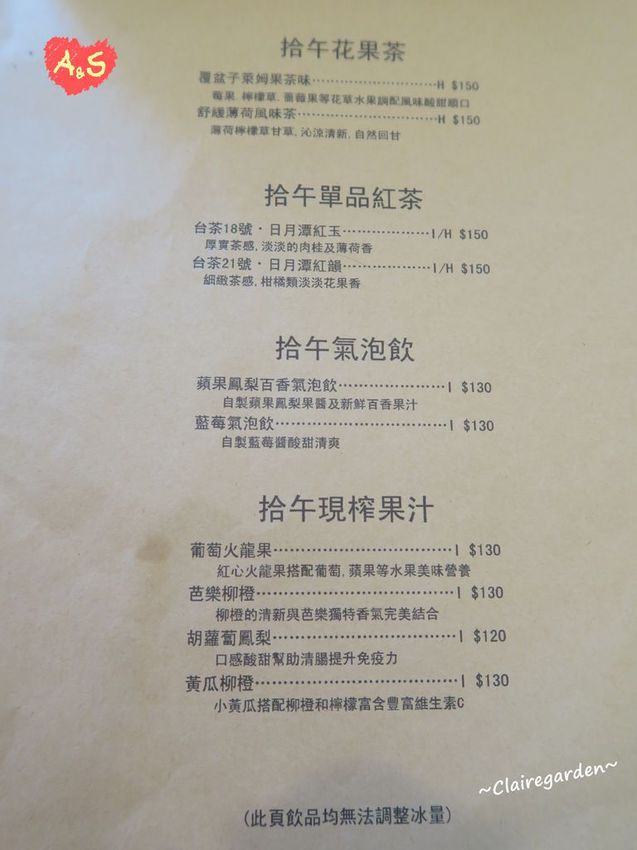 A&S
拾午花果茶
覆盆子萊姆果茶味⋯⋯⋯⋯⋯⋯⋯⋯H $150
莓果.檸檬草.薔薇果等花草水果調配風味酸甜順口
舒緩薄荷風味茶⋯⋯⋯⋯⋯⋯⋯⋯⋯H $150
薄荷檸檬草甘草,沁涼清新,自然回甘
拾午單品紅茶
台茶18號·日月潭紅玉⋯⋯⋯⋯⋯⋯I/H $150
厚實茶感,淡淡的肉桂及薄荷香
台茶21號·日月潭紅韻⋯⋯⋯⋯⋯⋯I/H $150
細緻茶感,柑橘類淡淡花果香
拾午氣泡飲
蘋果鳳梨百香氣泡飲⋯⋯⋯⋯⋯⋯⋯I $130
自製蘋果鳳梨果醬及新鮮百香果汁
藍莓氣泡飲⋯⋯⋯⋯⋯⋯⋯⋯⋯⋯⋯I $130
自製藍莓醬酸甜清爽
拾午現榨果汁
葡萄火龍果⋯⋯⋯⋯⋯⋯⋯⋯⋯⋯⋯I $130
紅心火龍果搭配葡萄,蘋果等水果美味營養
芭樂柳橙⋯⋯⋯⋯⋯⋯⋯⋯⋯⋯⋯⋯I $130
柳橙的清新與芭樂獨特香氣完美結合
胡蘿蔔鳳梨⋯⋯⋯⋯⋯⋯⋯⋯⋯⋯⋯I $120
口感酸甜幫助清腸提升免疫力
黃瓜柳橙⋯⋯⋯⋯⋯⋯⋯⋯⋯⋯⋯⋯I $130
小黃瓜搭配柳橙和檸檬富含豐富維生素C
~Clairegarden~
(此頁飲品均無法調整冰量)